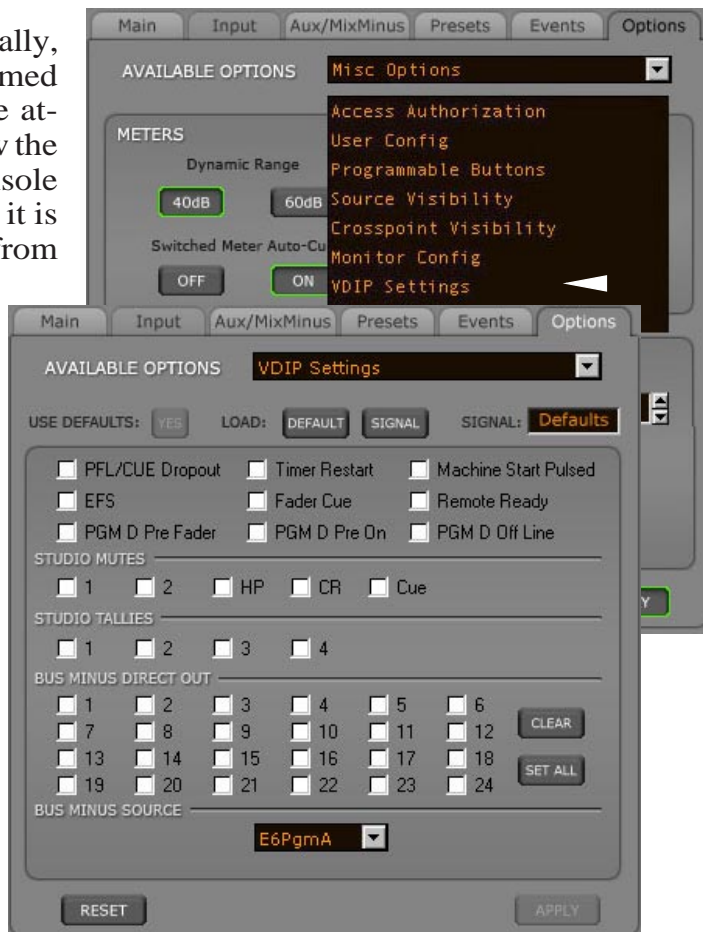 ally,
med
e at-
w the
sole
it is
from
Main Input Aux/MixMinus Presets Events Options
AVAILABLE OPTIONS Misc Options
Access Authorization
User Config
Programmable Buttons
Source Visibility
Crosspoint Visibility
Monitor Config
VDIP Settings
METERS
Dynamic Range
40dB 60dB
Switched Meter Auto-Cu
OFF ON
Y
Main Input Aux/MixMinus Presets Events Options
AVAILABLE OPTIONS VDIP Settings
USE DEFAULTS: YES LOAD: DEFAULT SIGNAL SIGNAL: Defaults
PFL/CUE Dropout Timer Restart Machine Start Pulsed
EFS Fader Cue Remote Ready
PGM D Pre Fader PGM D Pre On PGM D Off Line
STUDIO MUTES
1 2 HP CR Cue
STUDIO TALLIES
1 2 3 4
BUS MINUS DIRECT OUT
1 2 3 4 5 6
7 8 9 10 11 12
13 14 15 16 17 18
19 20 21 22 23 24
CLEAR
SET ALL
BUS MINUS SOURCE
E6PgmA
RESET APPLY